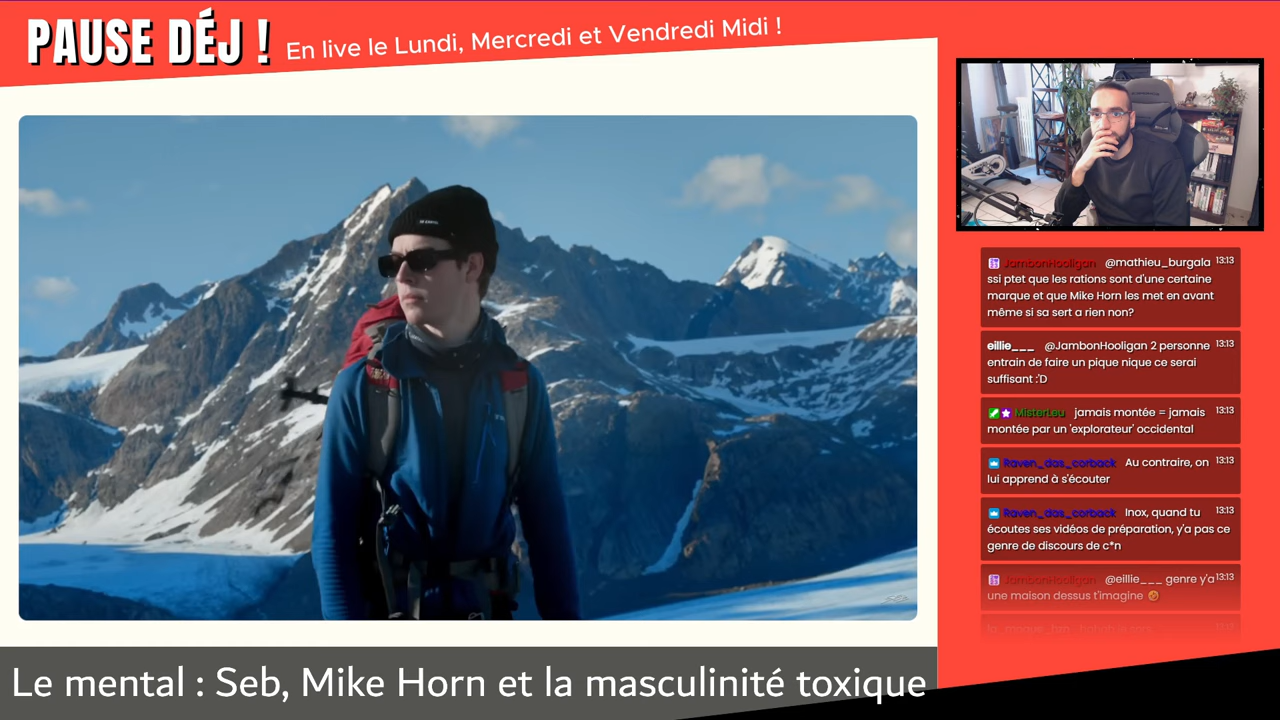 PAUSE DÉJ !
En live le Lundi, Mercredi et Vendredi Midi !
JambonHooligan @mathieu_burgala 13:13
ssi ptet que les rations sont d'une certaine
marque et que Mike Horn les met en avant
même si sa sert a rien non?
eillie___ @JambonHooligan 2 personne 13:13
entrain de faire un pique nique ce serai
suffisant :'D
MisterLeu jamais montée = jamais 13:13
montée par un 'explorateur' occidental
Raven_das_corback Au contraire, on 13:13
lui apprend à s'écouter
Raven_das_corback Inox, quand tu 13:13
écoutes ses vidéos de préparation, y'a pas ce
genre de discours de c*n
JambonHooligan @eillie___ genre y'a 13:13
une maison dessus t'imagine
Le mental : Seb, Mike Horn et la masculinité toxique